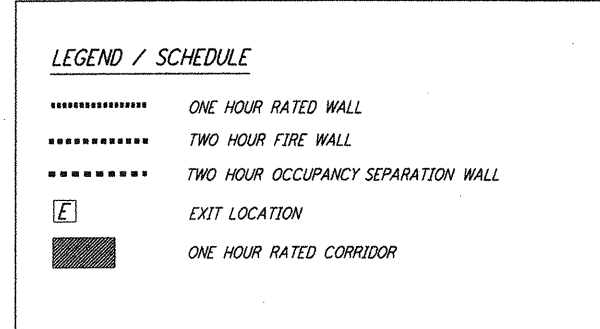 LEGEND / SCHEDULE
ONE HOUR RATED WALL
TWO HOUR FIRE WALL
TWO HOUR OCCUPANCY SEPARATION WALL
E EXIT LOCATION
ONE HOUR RATED CORRIDOR